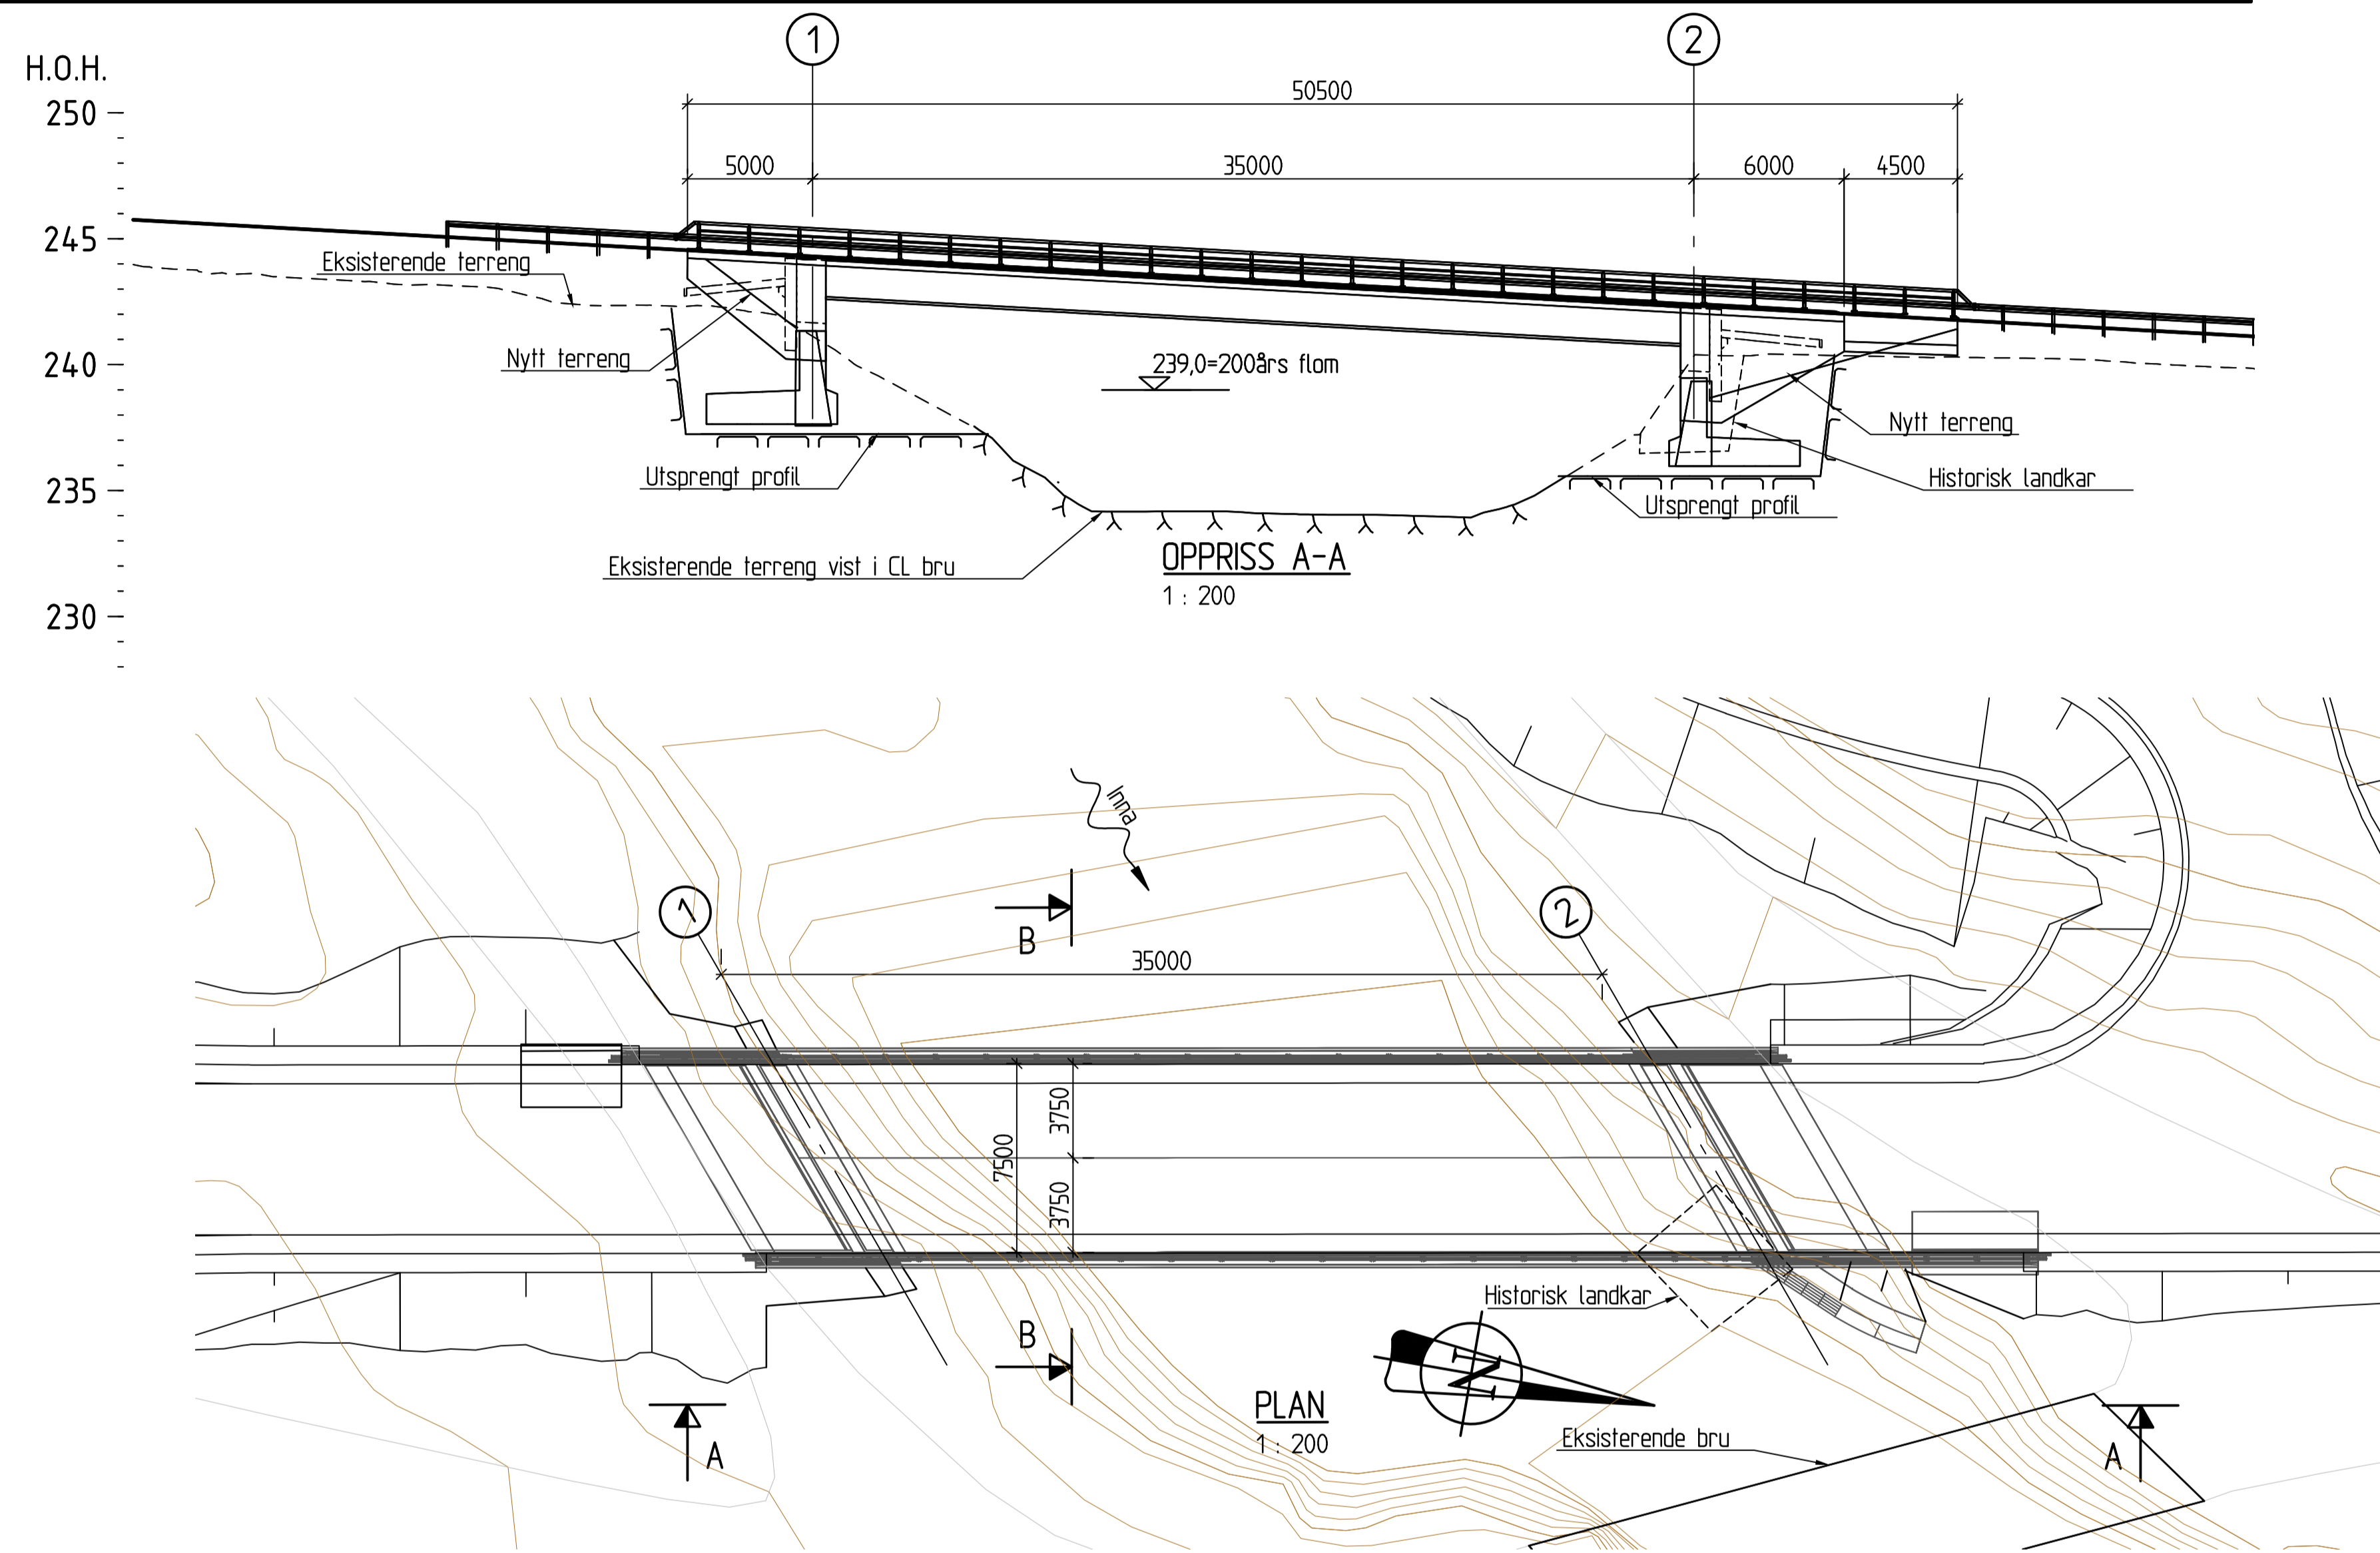 1
2
H.O.H.
250
50500
5000
35000
6000
4500
245
Eksisterende terreng
Nytt terreng
240
239,0=200års flom
Nytt terreng
Utsprengt profil
Historisk landkar
235
Utsprengt profil
Eksisterende terreng vist i CL bru
OPPRISS A-A
1 : 200
230
Inna
1
2
B
35000
3750
7500
3750
Historisk landkar
B
N
PLAN
1 : 200
Eksisterende bru
A
A